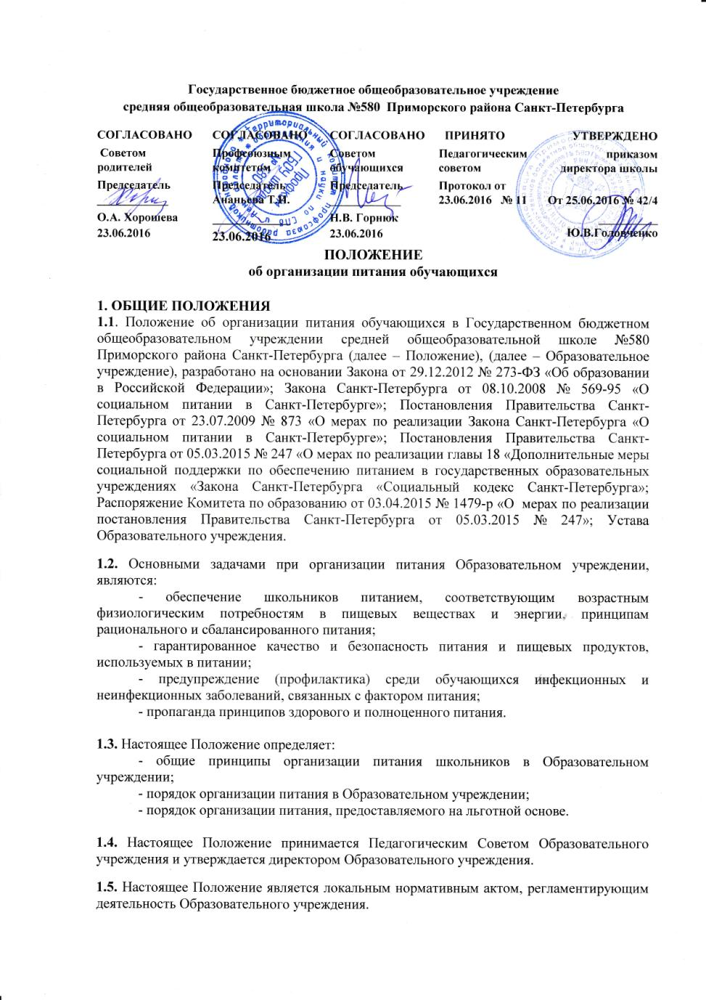 Государственное бюджетное общеобразовательное учреждение
средняя общеобразовательная школа №580 Приморского района Санкт-Петербурга
СОГЛАСОВАНО СОГЛАСОВАНО СОГЛАСОВАНО ПРИНЯТО УТВЕРЖДЕНО
Советом Профсоюзным Советом Педагогическим приказом
родителей комитетом обучающихся советом директора школы
Председатель Председатель Председатель Протокол от
Ананьева Т.И. 23.06.2016 № 11 От 25.06.2016 № 42/4
О.А. Хорошева Н.В. Горнюк
23.06.2016 23.06.2016 23.06.2016 Ю.В.Головченко
ПОЛОЖЕНИЕ
об организации питания обучающихся
1. ОБЩИЕ ПОЛОЖЕНИЯ
1.1. Положение об организации питания обучающихся в Государственном бюджетном
общеобразовательном учреждении средней общеобразовательной школе №580
Приморского района Санкт-Петербурга (далее – Положение), (далее – Образовательное
учреждение), разработано на основании Закона от 29.12.2012 № 273-ФЗ «Об образовании
в Российской Федерации»; Закона Санкт-Петербурга от 08.10.2008 № 569-95 «О
социальном питании в Санкт-Петербурге»; Постановления Правительства Санкт-
Петербурга от 23.07.2009 № 873 «О мерах по реализации Закона Санкт-Петербурга «О
социальном питании в Санкт-Петербурге»; Постановления Правительства Санкт-
Петербурга от 05.03.2015 № 247 «О мерах по реализации главы 18 «Дополнительные меры
социальной поддержки по обеспечению питанием в государственных образовательных
учреждениях «Закона Санкт-Петербурга «Социальный кодекс Санкт-Петербурга»;
Распоряжение Комитета по образованию от 03.04.2015 № 1479-р «О мерах по реализации
постановления Правительства Санкт-Петербурга от 05.03.2015 № 247»; Устава
Образовательного учреждения.
1.2. Основными задачами при организации питания Образовательном учреждении,
являются:
- обеспечение школьников питанием, соответствующим возрастным
физиологическим потребностям в пищевых веществах и энергии, принципам
рационального и сбалансированного питания;
- гарантированное качество и безопасность питания и пищевых продуктов,
используемых в питании;
- предупреждение (профилактика) среди обучающихся инфекционных и
неинфекционных заболеваний, связанных с фактором питания;
- пропаганда принципов здорового и полноценного питания.
1.3. Настоящее Положение определяет:
- общие принципы организации питания школьников в Образовательном
учреждении;
- порядок организации питания в Образовательном учреждении;
- порядок организации питания, предоставляемого на льготной основе.
1.4. Настоящее Положение принимается Педагогическим Советом Образовательного
учреждения и утверждается директором Образовательного учреждения.
1.5. Настоящее Положение является локальным нормативным актом, регламентирующим
деятельность Образовательного учреждения.